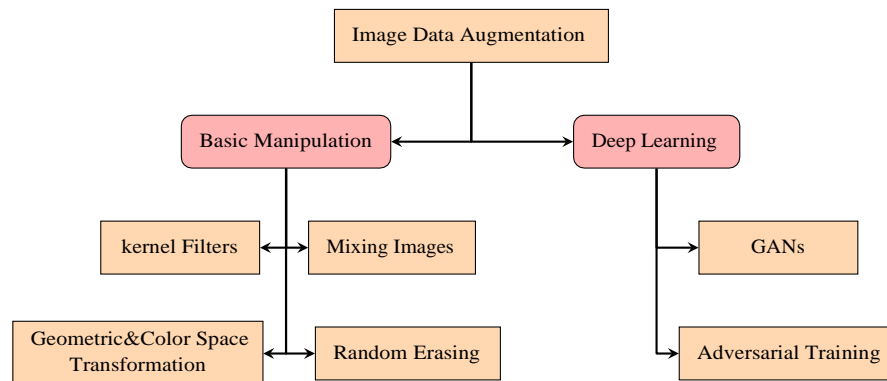 Image Data Augmentation
Basic Manipulation
Deep Learning
kernel Filters
Mixing Images
GANs
Geometric&Color Space
Transformation
Random Erasing
Adversarial Training